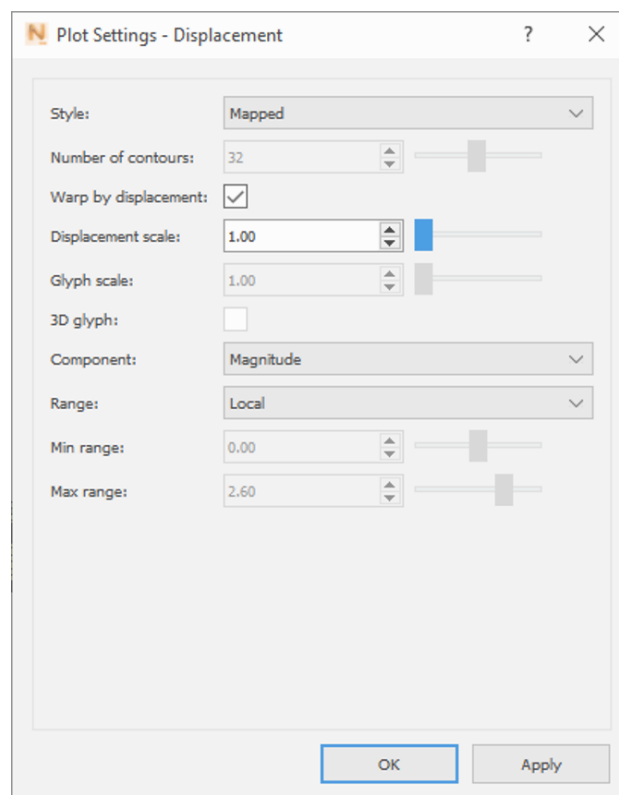 N Plot Settings - Displacement ? ×
Style: Mapped
Number of contours: 32
Warp by displacement:
Displacement scale: 1.00
Glyph scale: 1.00
3D glyph:
Component: Magnitude
Range: Local
Min range: 0.00
Max range: 2.60
OK Apply